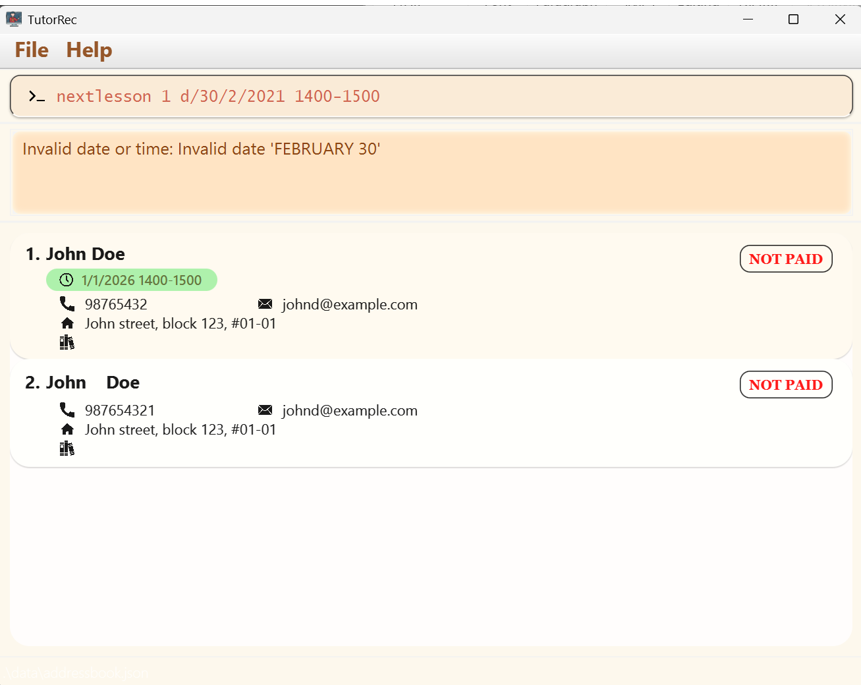 TutorRec
File Help
>_ nextlesson 1 d/30/2/2021 1400-1500
Invalid date or time: Invalid date 'FEBRUARY 30'
1. John Doe NOT PAID
1/1/2026 1400-1500
98765432 johnd@example.com
John street, block 123, #01-01
2. John    Doe NOT PAID
987654321 johnd@example.com
John street, block 123, #01-01